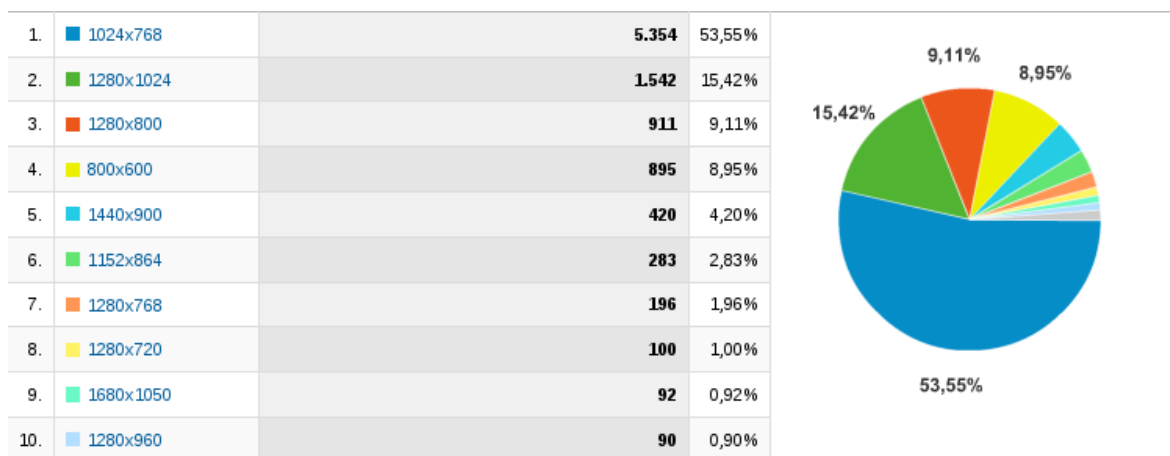 1. 1024x768 5.354 53,55%
2. 1280x1024 1.542 15,42%
3. 1280x800 911 9,11%
4. 800x600 895 8,95%
5. 1440x900 420 4,20%
6. 1152x864 283 2,83%
7. 1280x768 196 1,96%
8. 1280x720 100 1,00%
9. 1680x1050 92 0,92%
10. 1280x960 90 0,90%
9,11%
8,95%
15,42%
53,55%